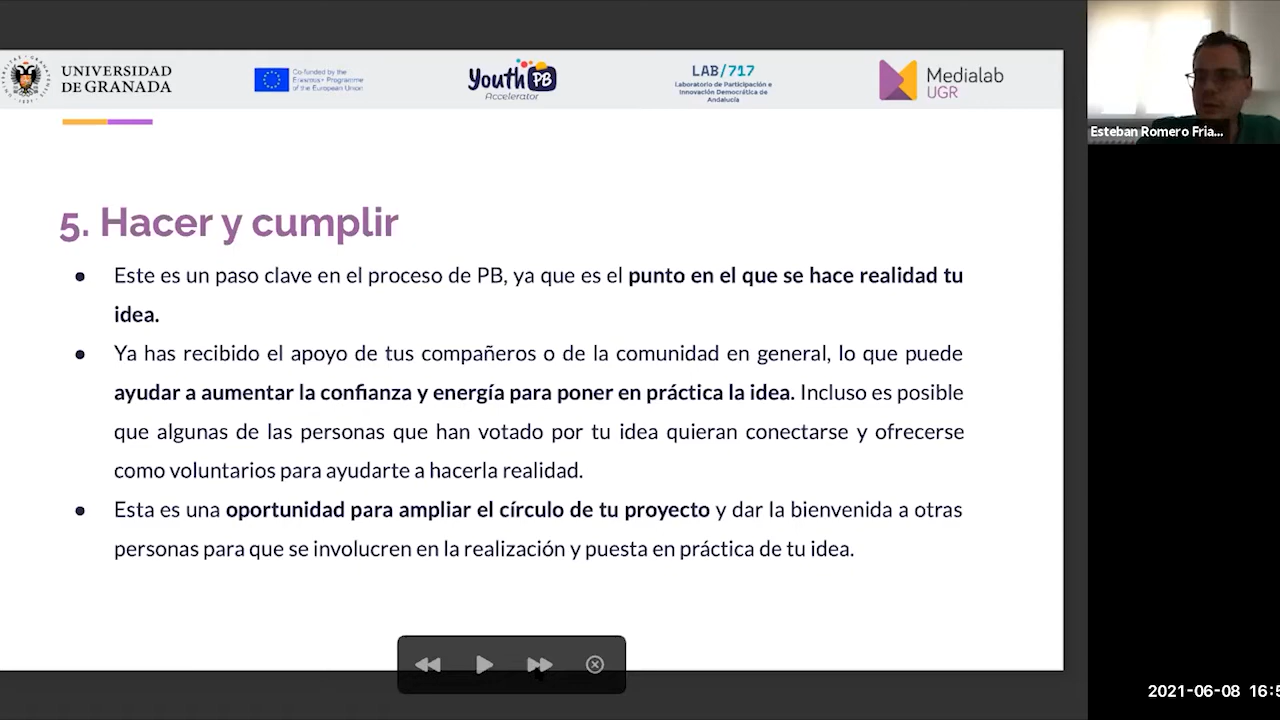 UNIVERSIDAD
DE GRANADA
Co-funded by the
Erasmus+ Programme
of the European Union
Youth PB
Accelerator
LAB/717
Laboratorio de Participación e
Innovación Democrática de
Andalucía
Medialab
UGR
Esteban Romero Fria...
5. Hacer y cumplir
● Este es un paso clave en el proceso de PB, ya que es el punto en el que se hace realidad tu
idea.
● Ya has recibido el apoyo de tus compañeros o de la comunidad en general, lo que puede
ayudar a aumentar la confianza y energía para poner en práctica la idea. Incluso es posible
que algunas de las personas que han votado por tu idea quieran conectarse y ofrecerse
como voluntarios para ayudarte a hacerla realidad.
● Esta es una oportunidad para ampliar el círculo de tu proyecto y dar la bienvenida a otras
personas para que se involucren en la realización y puesta en práctica de tu idea.
2021-06-08 16:5